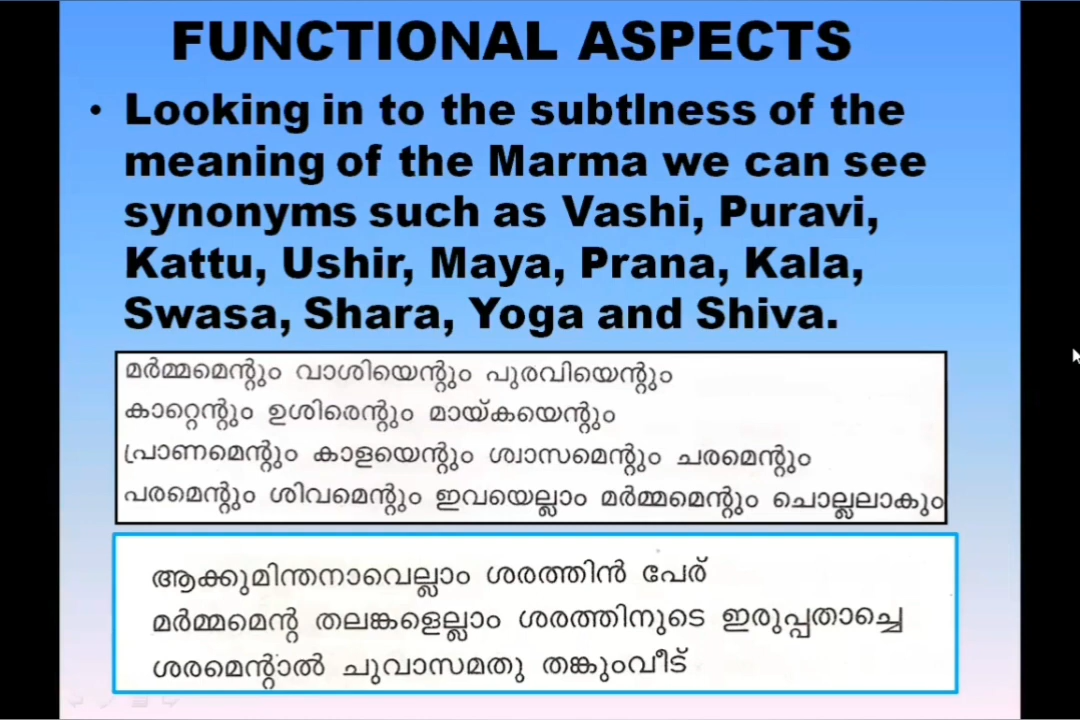 FUNCTIONAL ASPECTS
• Looking in to the subtlness of the
meaning of the Marma we can see
synonyms such as Vashi, Puravi,
Kattu, Ushir, Maya, Prana, Kala,
Swasa, Shara, Yoga and Shiva.
മർമ്മമെന്റും വാശിയെന്റും പുരവിയെന്റും
കാറ്റെന്റും ഉശിരെന്റും മായ്കയെന്റും
പ്രാണമെന്റും കാളയെന്റും ശ്വാസമെന്റും ചരമെന്റും
പരമെന്റും ശിവമെന്റും ഇവയെല്ലാം മർമ്മമെന്റും ചൊല്ലലാകും
ആക്കുമിന്തനാവെല്ലാം ശരത്തിൻ പേര്
മർമ്മമെന്റ തലങ്കളെല്ലാം ശരത്തിനുടെ ഇരുപ്പതാച്ചെ
ശരമെന്റാൽ ചുവാസമതു തങ്കുംവീട്